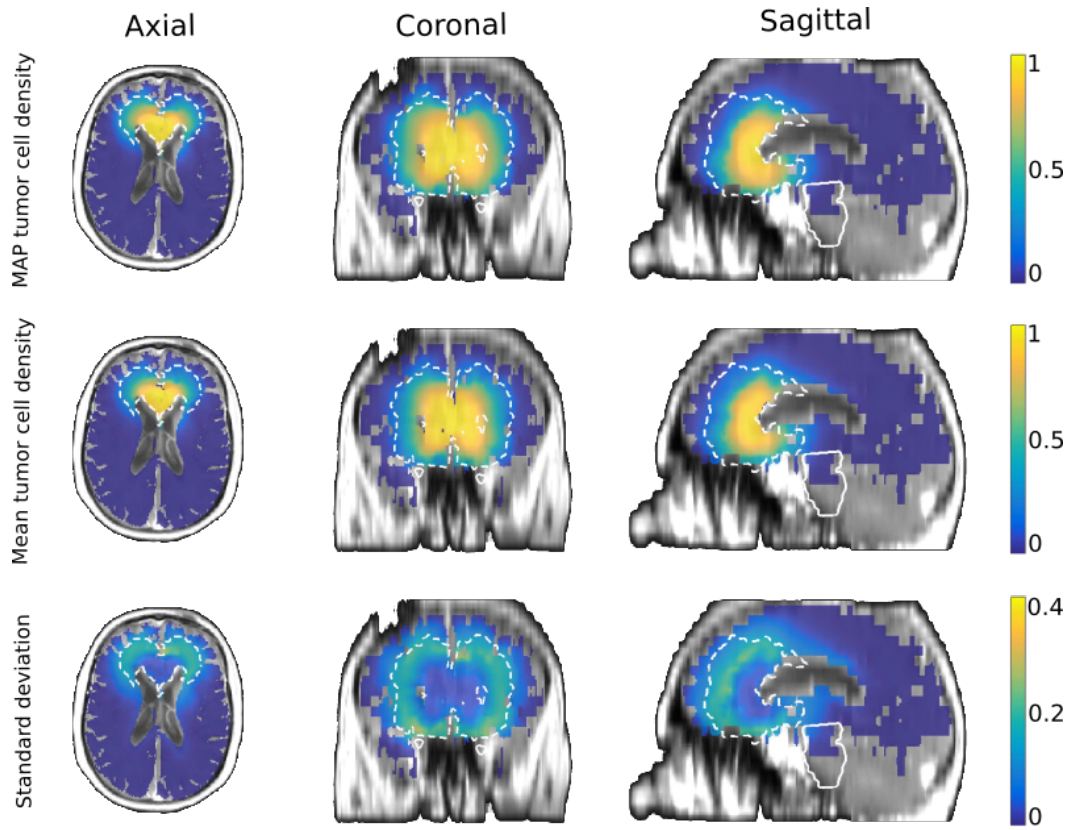 Axial
Coronal
Sagittal
MAP tumor cell density
1
0.5
0
Mean tumor cell density
1
0.5
0
Standard deviation
0.4
0.2
0